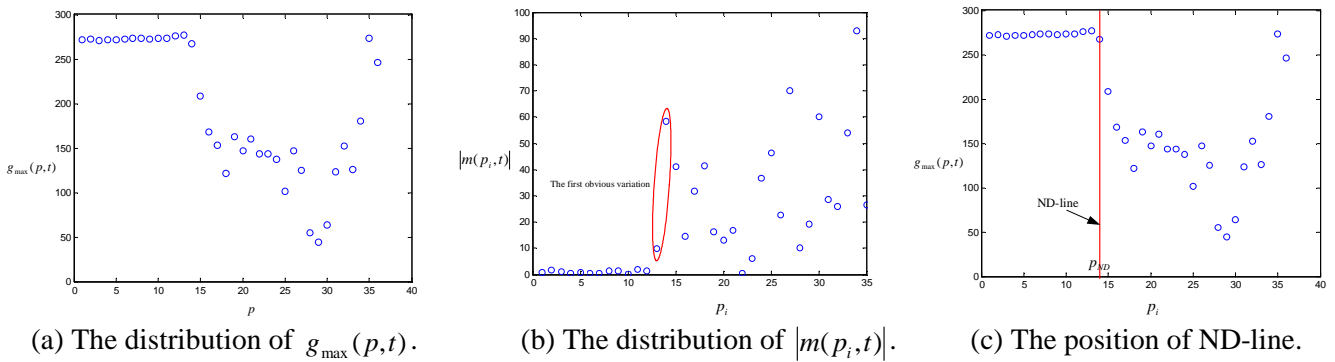 300
250
200
150
100
50
0
0 5 10 15 20 25 30 35 40
g_max(p,t)
p
(a) The distribution of g_max(p,t).
100
90
80
70
60
50
40
30
20
10
0
0 5 10 15 20 25 30 35
|m(p_i,t)|
The first obvious variation
p_i
(b) The distribution of |m(p_i,t)|.
300
250
200
150
100
50
0
0 5 10 15 20 25 30 35 40
g_max(p,t)
ND-line
p_ND
p_i
(c) The position of ND-line.